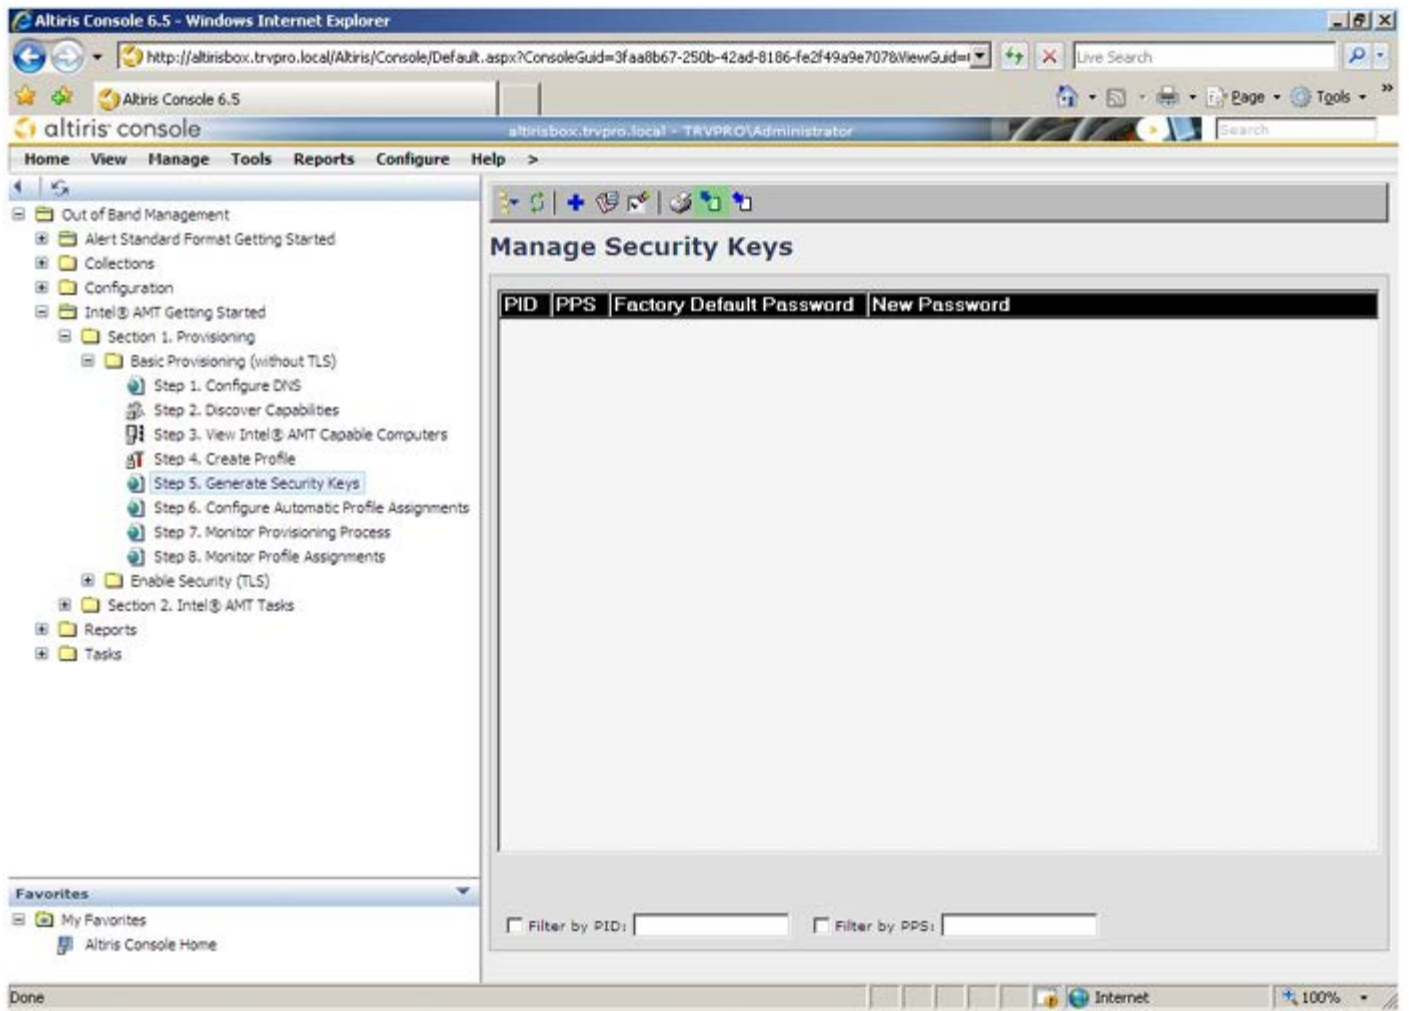 Altiris Console 6.5 - Windows Internet Explorer
http://altirisbox.trvpro.local/Altiris/Console/Default.aspx?ConsoleGuid=3faa8b67-250b-42ad-8186-fe2f49a9e707&ViewGuid=
Live Search
Altiris Console 6.5
Page
Tools
altiris console
altirisbox.trvpro.local - TRVPRO\Administrator
Search
Home View Manage Tools Reports Configure Help >
Out of Band Management
Alert Standard Format Getting Started
Collections
Configuration
Intel® AMT Getting Started
Section 1. Provisioning
Basic Provisioning (without TLS)
Step 1. Configure DNS
Step 2. Discover Capabilities
Step 3. View Intel® AMT Capable Computers
Step 4. Create Profile
Step 5. Generate Security Keys
Step 6. Configure Automatic Profile Assignments
Step 7. Monitor Provisioning Process
Step 8. Monitor Profile Assignments
Enable Security (TLS)
Section 2. Intel® AMT Tasks
Reports
Tasks
Favorites
My Favorites
Altiris Console Home
Manage Security Keys
PID PPS Factory Default Password New Password
Filter by PID: Filter by PPS:
Done
Internet
100%